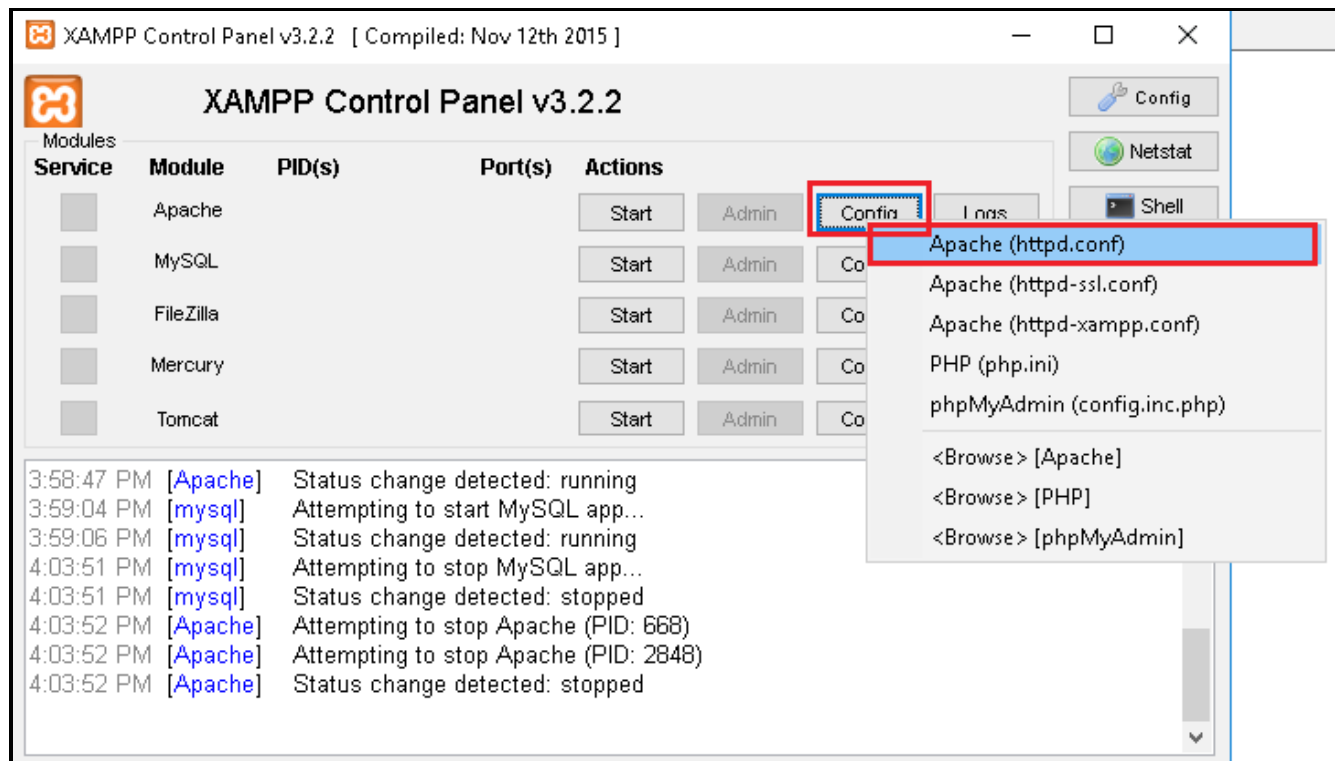 XAMPP Control Panel v3.2.2 [ Compiled: Nov 12th 2015 ]
XAMPP Control Panel v3.2.2
Config
Modules
Service Module PID(s) Port(s) Actions
Netstat
Apache Start Admin Config Logs
Shell
Apache (httpd.conf)
MySQL Start Admin Co
Apache (httpd-ssl.conf)
FileZilla Start Admin Co
Apache (httpd-xampp.conf)
Mercury Start Admin Co
PHP (php.ini)
phpMyAdmin (config.inc.php)
Tomcat Start Admin Co
<Browse> [Apache]
<Browse> [PHP]
<Browse> [phpMyAdmin]
3:58:47 PM [Apache] Status change detected: running
3:59:04 PM [mysql] Attempting to start MySQL app...
3:59:06 PM [mysql] Status change detected: running
4:03:51 PM [mysql] Attempting to stop MySQL app...
4:03:51 PM [mysql] Status change detected: stopped
4:03:52 PM [Apache] Attempting to stop Apache (PID: 668)
4:03:52 PM [Apache] Attempting to stop Apache (PID: 2848)
4:03:52 PM [Apache] Status change detected: stopped